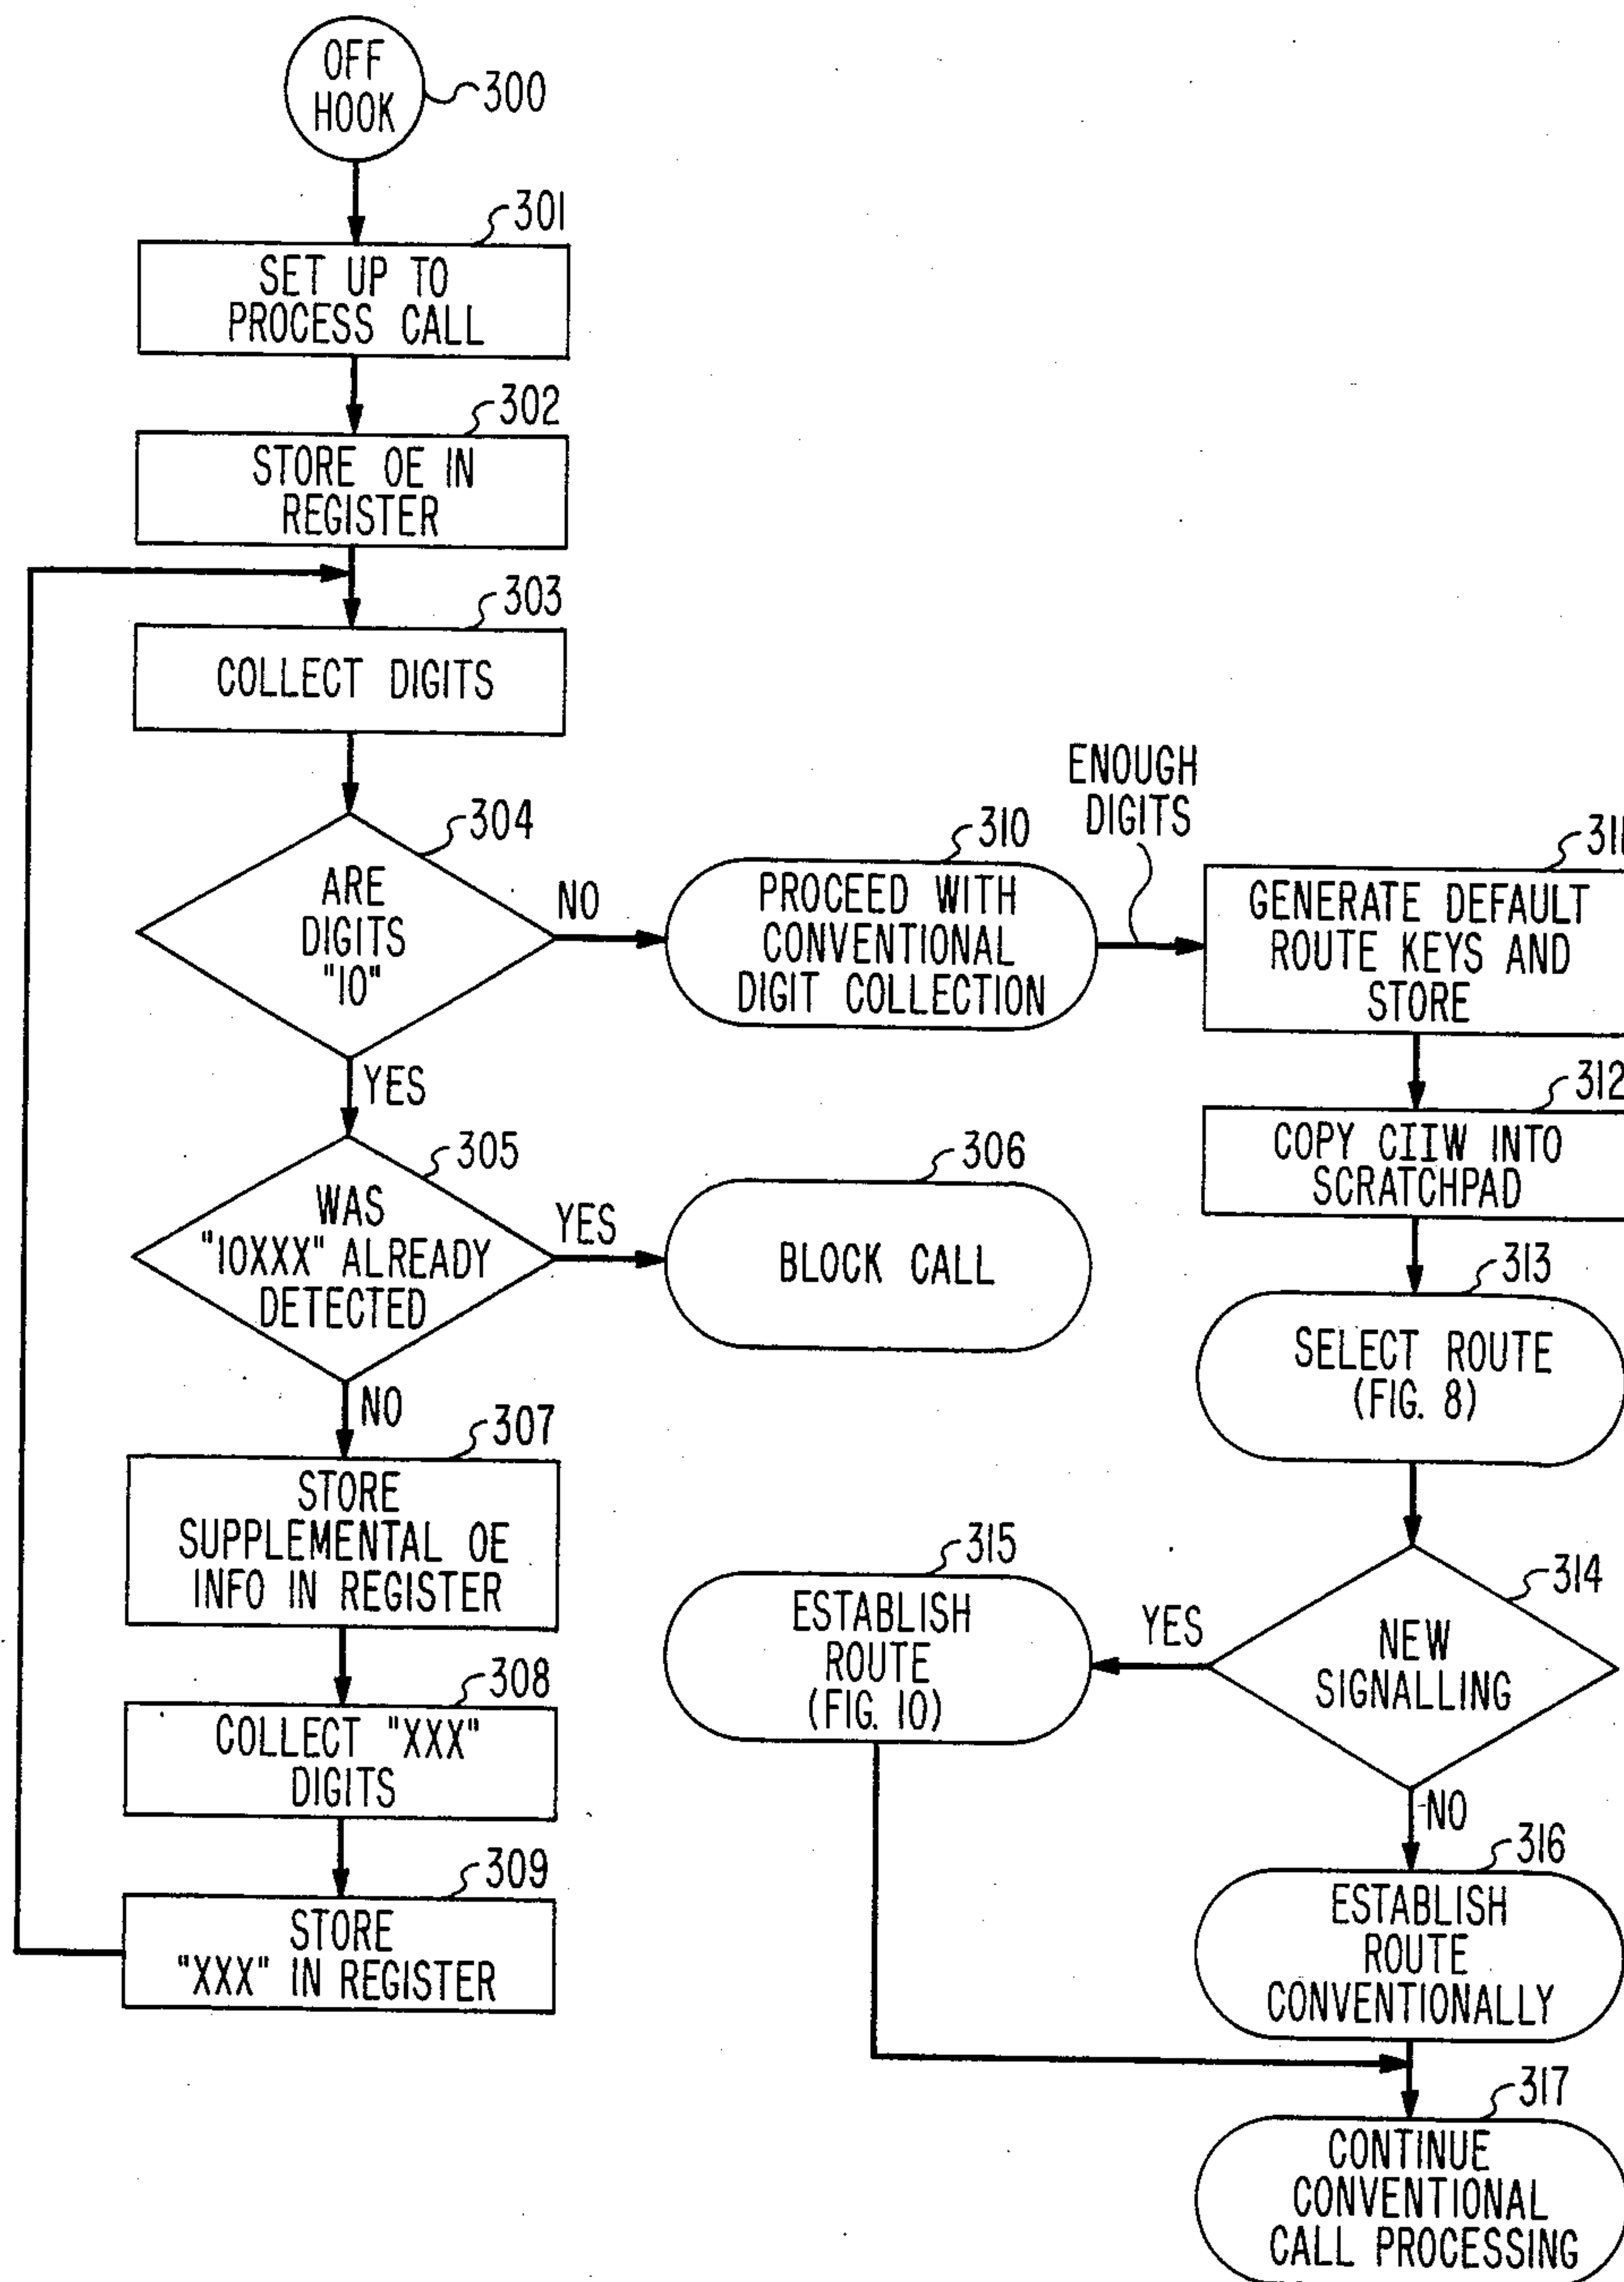 OFF
HOOK
300
301
SET UP TO
PROCESS CALL
302
STORE OE IN
REGISTER
303
COLLECT DIGITS
304
ARE
DIGITS
"10"
NO
YES
305
WAS
"10XXX" ALREADY
DETECTED
YES
NO
306
BLOCK CALL
307
STORE
SUPPLEMENTAL OE
INFO IN REGISTER
308
COLLECT "XXX"
DIGITS
309
STORE
"XXX" IN REGISTER
310
PROCEED WITH
CONVENTIONAL
DIGIT COLLECTION
ENOUGH
DIGITS
311
GENERATE DEFAULT
ROUTE KEYS AND
STORE
312
COPY CIIW INTO
SCRATCHPAD
313
SELECT ROUTE
(FIG. 8)
314
NEW
SIGNALLING
YES
NO
315
ESTABLISH
ROUTE
(FIG. 10)
316
ESTABLISH
ROUTE
CONVENTIONALLY
317
CONTINUE
CONVENTIONAL
CALL PROCESSING